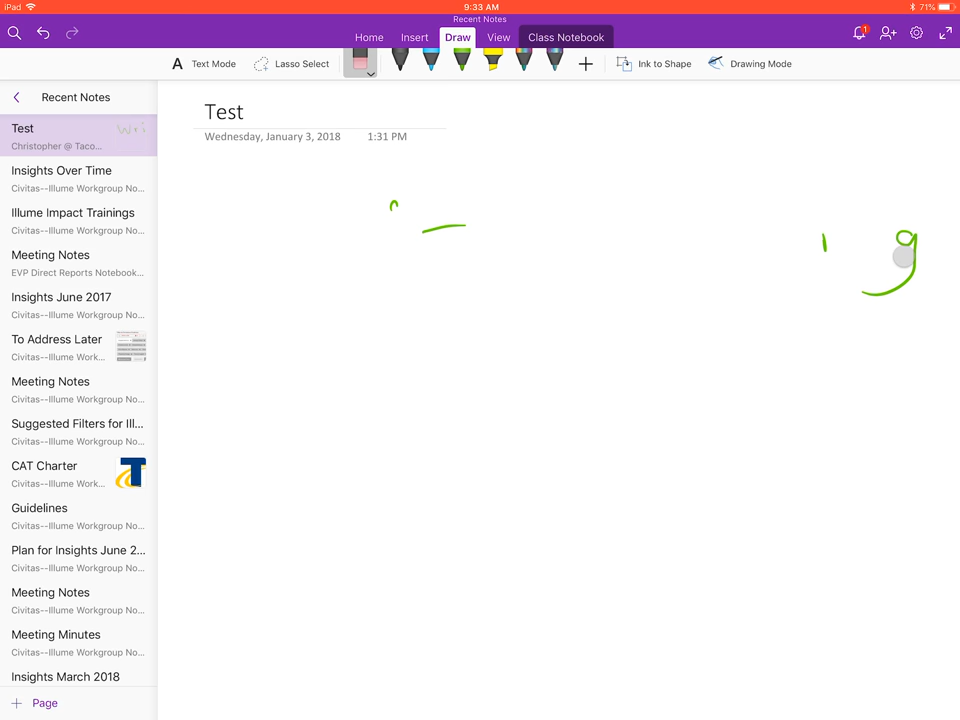 iPad 9:33 AM 71%
Recent Notes
Home Insert Draw View Class Notebook 1
A Text Mode Lasso Select Ink to Shape Drawing Mode
Recent Notes
Test
Christopher @ Taco...
Insights Over Time
Civitas--Illume Workgroup No...
Illume Impact Trainings
Civitas--Illume Workgroup No...
Meeting Notes
EVP Direct Reports Notebook...
Insights June 2017
Civitas--Illume Workgroup No...
To Address Later
Civitas--Illume Work...
Meeting Notes
Civitas--Illume Workgroup No...
Suggested Filters for Ill...
Civitas--Illume Workgroup No...
CAT Charter
Civitas--Illume Work...
Guidelines
Civitas--Illume Workgroup No...
Plan for Insights June 2...
Civitas--Illume Workgroup No...
Meeting Notes
Civitas--Illume Workgroup No...
Meeting Minutes
Civitas--Illume Workgroup No...
Insights March 2018
Page
Test
Wednesday, January 3, 2018 1:31 PM
g